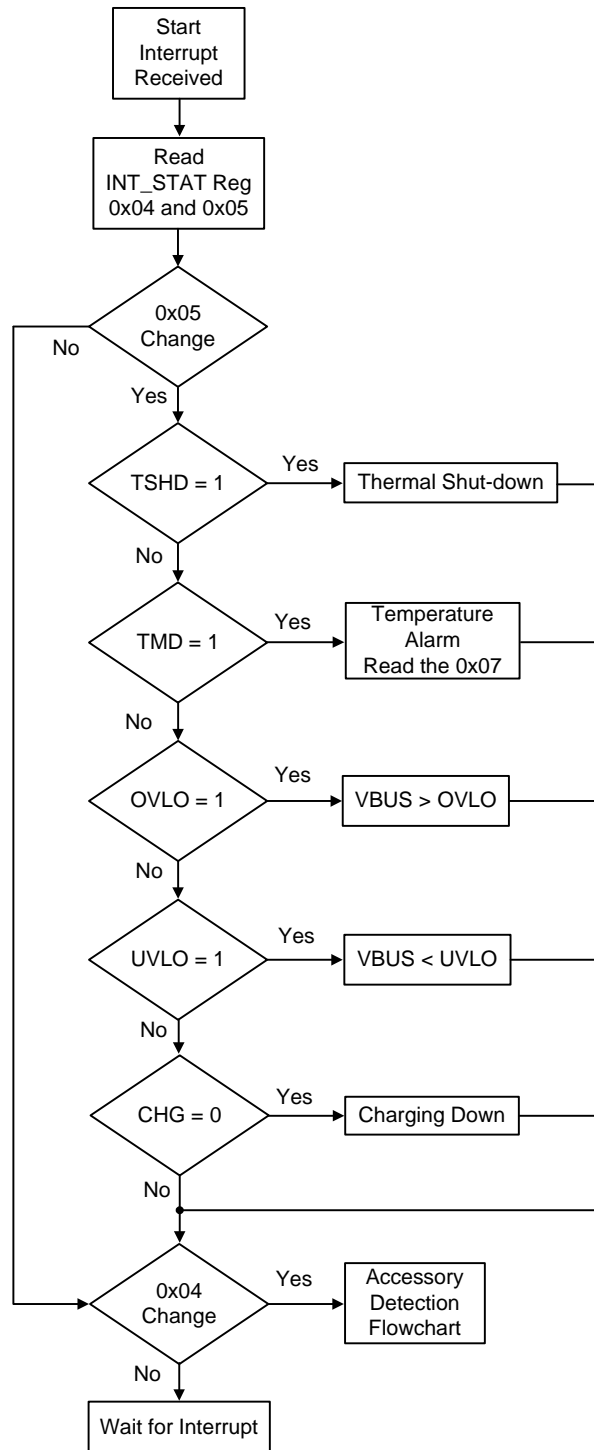 Start
Interrupt
Received
Read
INT_STAT Reg
0x04 and 0x05
0x05
Change
No
Yes
TSHD = 1
Yes
Thermal Shut-down
No
TMD = 1
Yes
Temperature
Alarm
Read the 0x07
No
OVLO = 1
Yes
VBUS > OVLO
No
UVLO = 1
Yes
VBUS < UVLO
No
CHG = 0
Yes
Charging Down
No
0x04
Change
Yes
Accessory
Detection
Flowchart
No
Wait for Interrupt